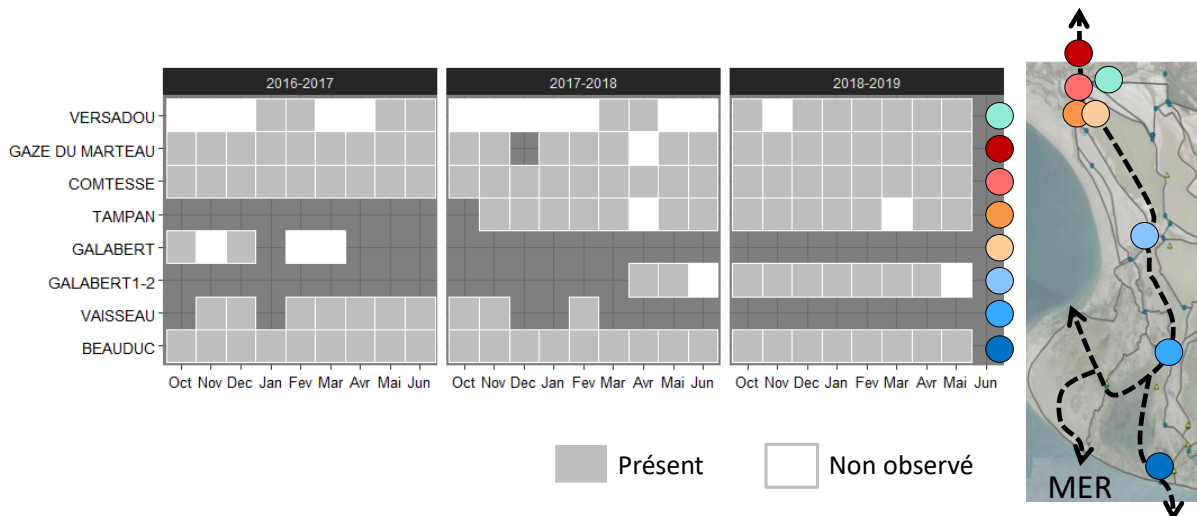 2016-2017 2017-2018 2018-2019
VERSADOU
GAZE DU MARTEAU
COMTESSE
TAMPAN
GALABERT
GALABERT1-2
VAISSEAU
BEAUDUC
Oct Nov Dec Jan Fev Mar Avr Mai Jun Oct Nov Dec Jan Fev Mar Avr Mai Jun Oct Nov Dec Jan Fev Mar Avr Mai Jun
Présent Non observé
MER